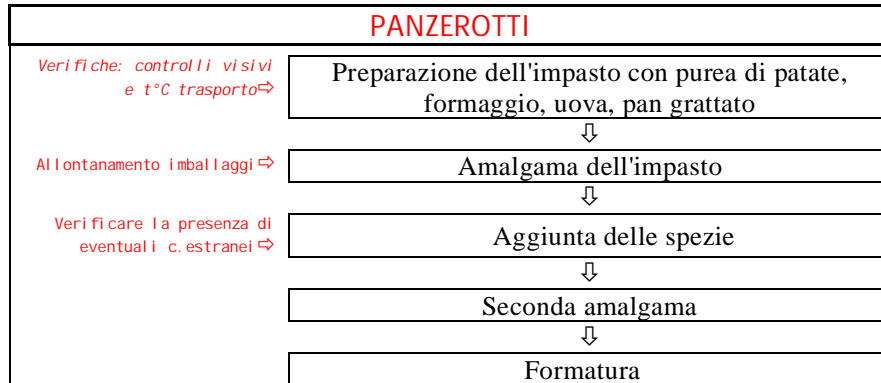 PANZEROTTI
Verifiche: controlli visivi
e t°C trasporto⇨
Preparazione dell'impasto con purea di patate,
formaggio, uova, pan grattato
⇩
Allontanamento imballaggi⇨
Amalgama dell'impasto
⇩
Verificare la presenza di
eventuali c.estranei⇨
Aggiunta delle spezie
⇩
Seconda amalgama
⇩
Formatura